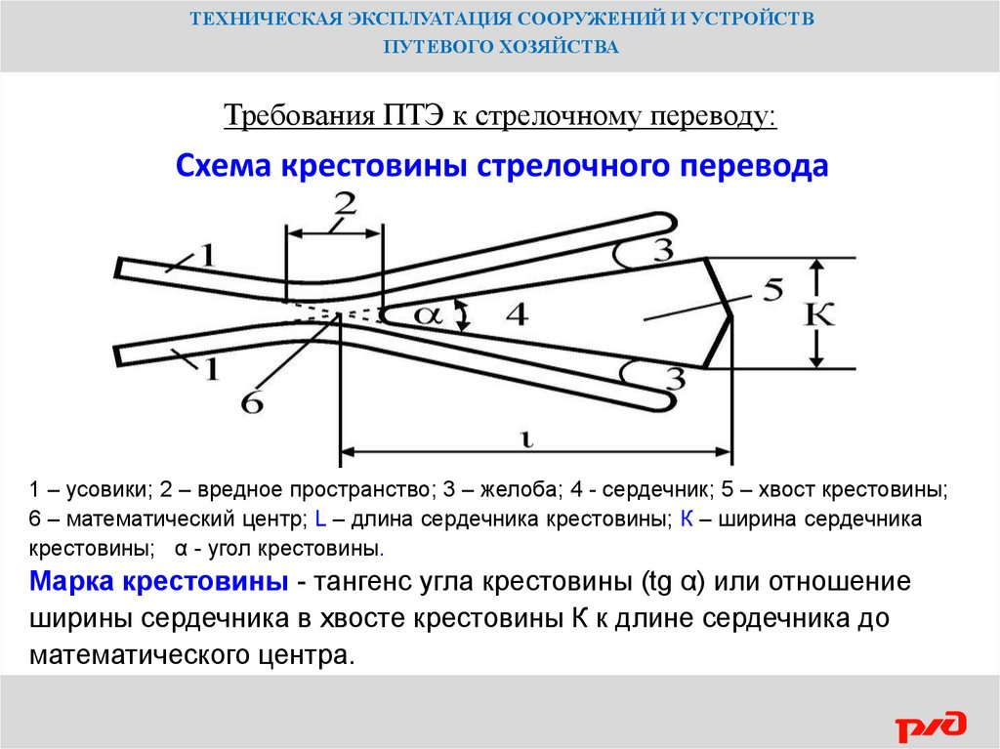 ТЕХНИЧЕСКАЯ ЭКСПЛУАТАЦИЯ СООРУЖЕНИЙ И УСТРОЙСТВ
ПУТЕВОГО ХОЗЯЙСТВА
Требования ПТЭ к стрелочному переводу:
Схема крестовины стрелочного перевода
2
1
3
5
α
4
К
1
3
6
ι
1 – усовики; 2 – вредное пространство; 3 – желоба; 4 - сердечник; 5 – хвост крестовины;
6 – математический центр; L – длина сердечника крестовины; К – ширина сердечника
крестовины; α - угол крестовины.
Марка крестовины - тангенс угла крестовины (tg α) или отношение
ширины сердечника в хвосте крестовины К к длине сердечника до
математического центра.
ржд